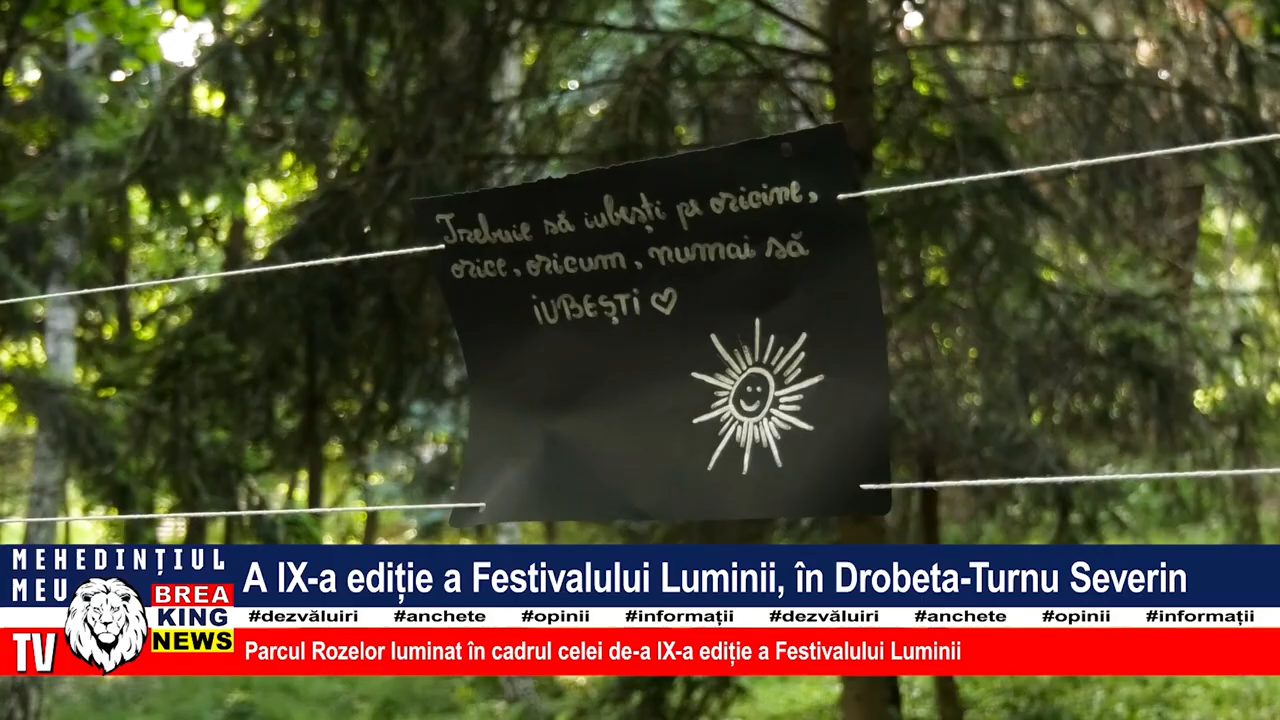 Trebuie să iubești pe oricine,
orice, oricum, numai să
iUBEȘTi
MEHEDINȚIUL
MEU
TV
BREA
KING
NEWS
A IX-a ediție a Festivalului Luminii, în Drobeta-Turnu Severin
#dezvăluiri #anchete #opinii #informații #dezvăluiri #anchete #opinii #informații
Parcul Rozelor luminat în cadrul celei de-a IX-a ediție a Festivalului Luminii